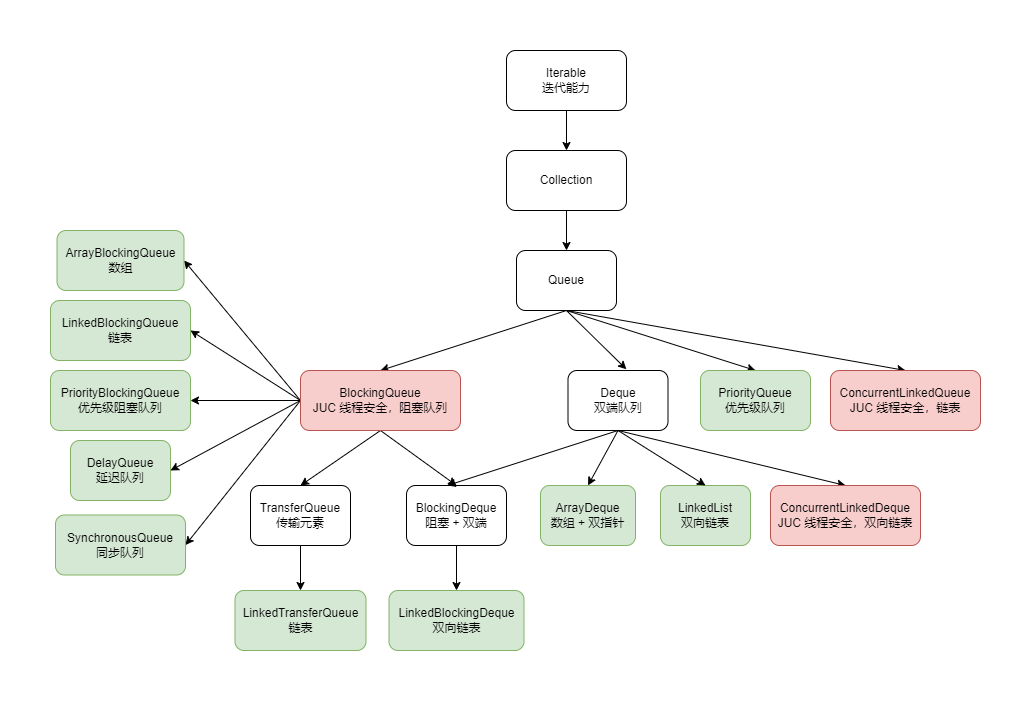 Iterable
迭代能力
Collection
Queue
ArrayBlockingQueue
数组
LinkedBlockingQueue
链表
PriorityBlockingQueue
优先级阻塞队列
DelayQueue
延迟队列
SynchronousQueue
同步队列
BlockingQueue
JUC 线程安全，阻塞队列
Deque
双端队列
PriorityQueue
优先级队列
ConcurrentLinkedQueue
JUC 线程安全，链表
TransferQueue
传输元素
BlockingDeque
阻塞 + 双端
ArrayDeque
数组 + 双指针
LinkedList
双向链表
ConcurrentLinkedDeque
JUC 线程安全，双向链表
LinkedTransferQueue
链表
LinkedBlockingDeque
双向链表